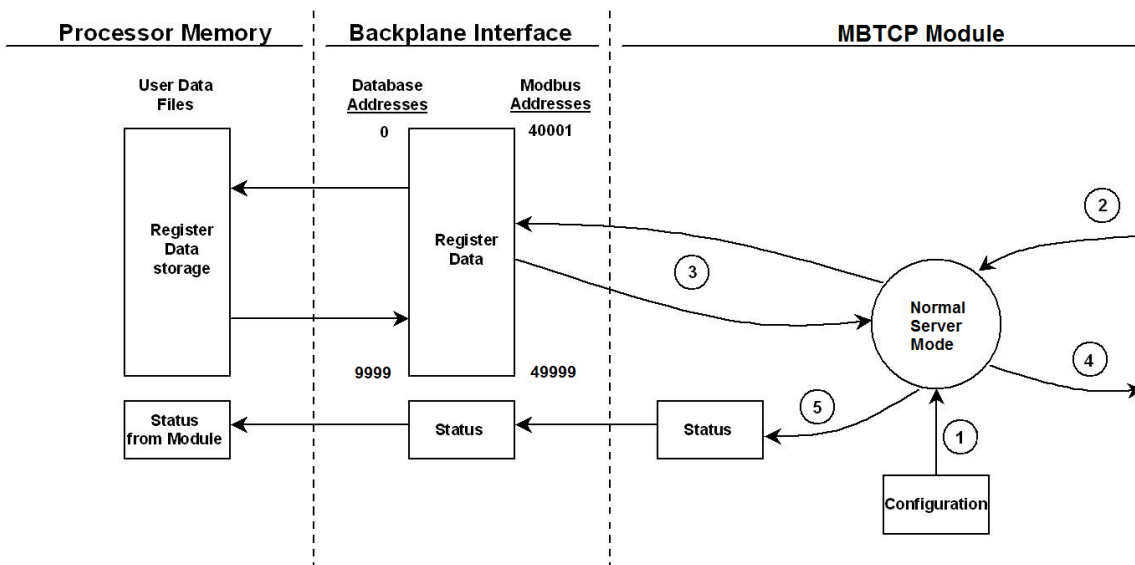 Processor Memory
Backplane Interface
MBTCP Module
User Data
Files
Database
Addresses
Modbus
Addresses
0
40001
Register
Data
storage
Register
Data
2
3
Normal
Server
Mode
9999
49999
4
Status
from Module
Status
Status
5
1
Configuration